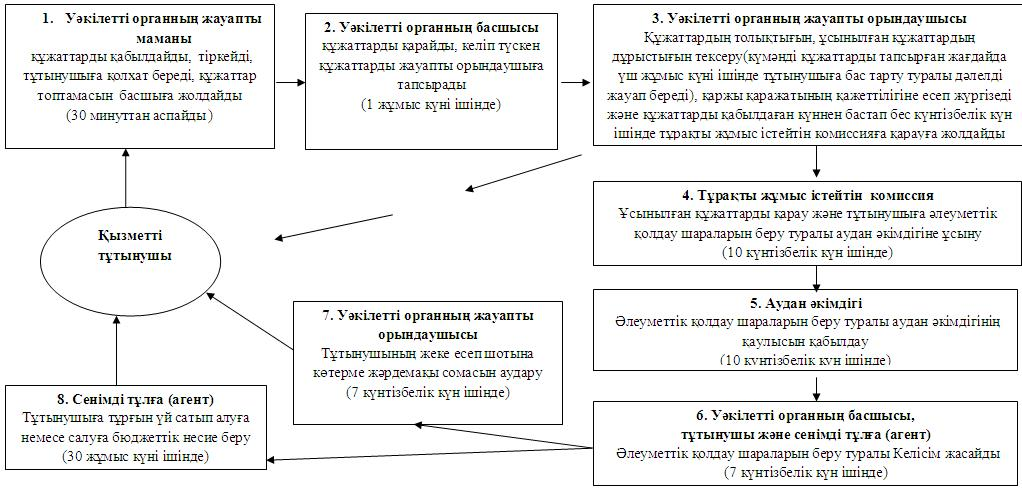 1. Уәкілетті органның жауапты
маманы
құжаттарды қабылдайды, тіркейді,
тұтынушыға қолхат береді, құжаттар
топтамасын басшыға жолдайды
(30 минуттан аспайды)
2. Уәкілетті органның басшысы
құжаттарды қарайды, келіп түскен
құжаттарды жауапты орындаушыға
тапсырады
(1 жұмыс күні ішінде)
3. Уәкілетті органның жауапты орындаушысы
Құжаттардың толықтығын, ұсынылған құжаттардың
дұрыстығын тексеру(күмәнді құжаттарды тапсырған жағдайда
үш жұмыс күні ішінде тұтынушыға бас тарту туралы дәлелді
жауап береді), қаржы қаражатының қажеттілігіне есеп жүргізеді
және құжаттарды қабылдаған күннен бастап бес күнтізбелік күн
ішінде тұрақты жұмыс істейтін комиссияға қарауға жолдайды
4. Тұрақты жұмыс істейтін комиссия
Ұсынылған құжаттарды қарау және тұтынушыға әлеуметтік
қолдау шараларын беру туралы аудан әкімдігіне ұсыну
(10 күнтізбелік күн ішінде)
Қызметті
тұтынушы
5. Аудан әкімдігі
Әлеуметтік қолдау шараларын беру туралы аудан әкімдігінің
қаулысын қабылдау
(10 күнтізбелік күн ішінде)
7. Уәкілетті органның жауапты
орындаушысы
Тұтынушының жеке есеп шотына
көтерме жәрдемақы сомасын аудару
(7 күнтізбелік күн ішінде)
8. Сенімді тұлға (агент)
Тұтынушыға тұрғын үй сатып алуға
немесе салуға бюджеттік несие беру
(30 жұмыс күні ішінде)
6. Уәкілетті органның басшысы,
тұтынушы және сенімді тұлға (агент)
Әлеуметтік қолдау шараларын беру туралы Келісім жасайды
(7 күнтізбелік күн ішінде)